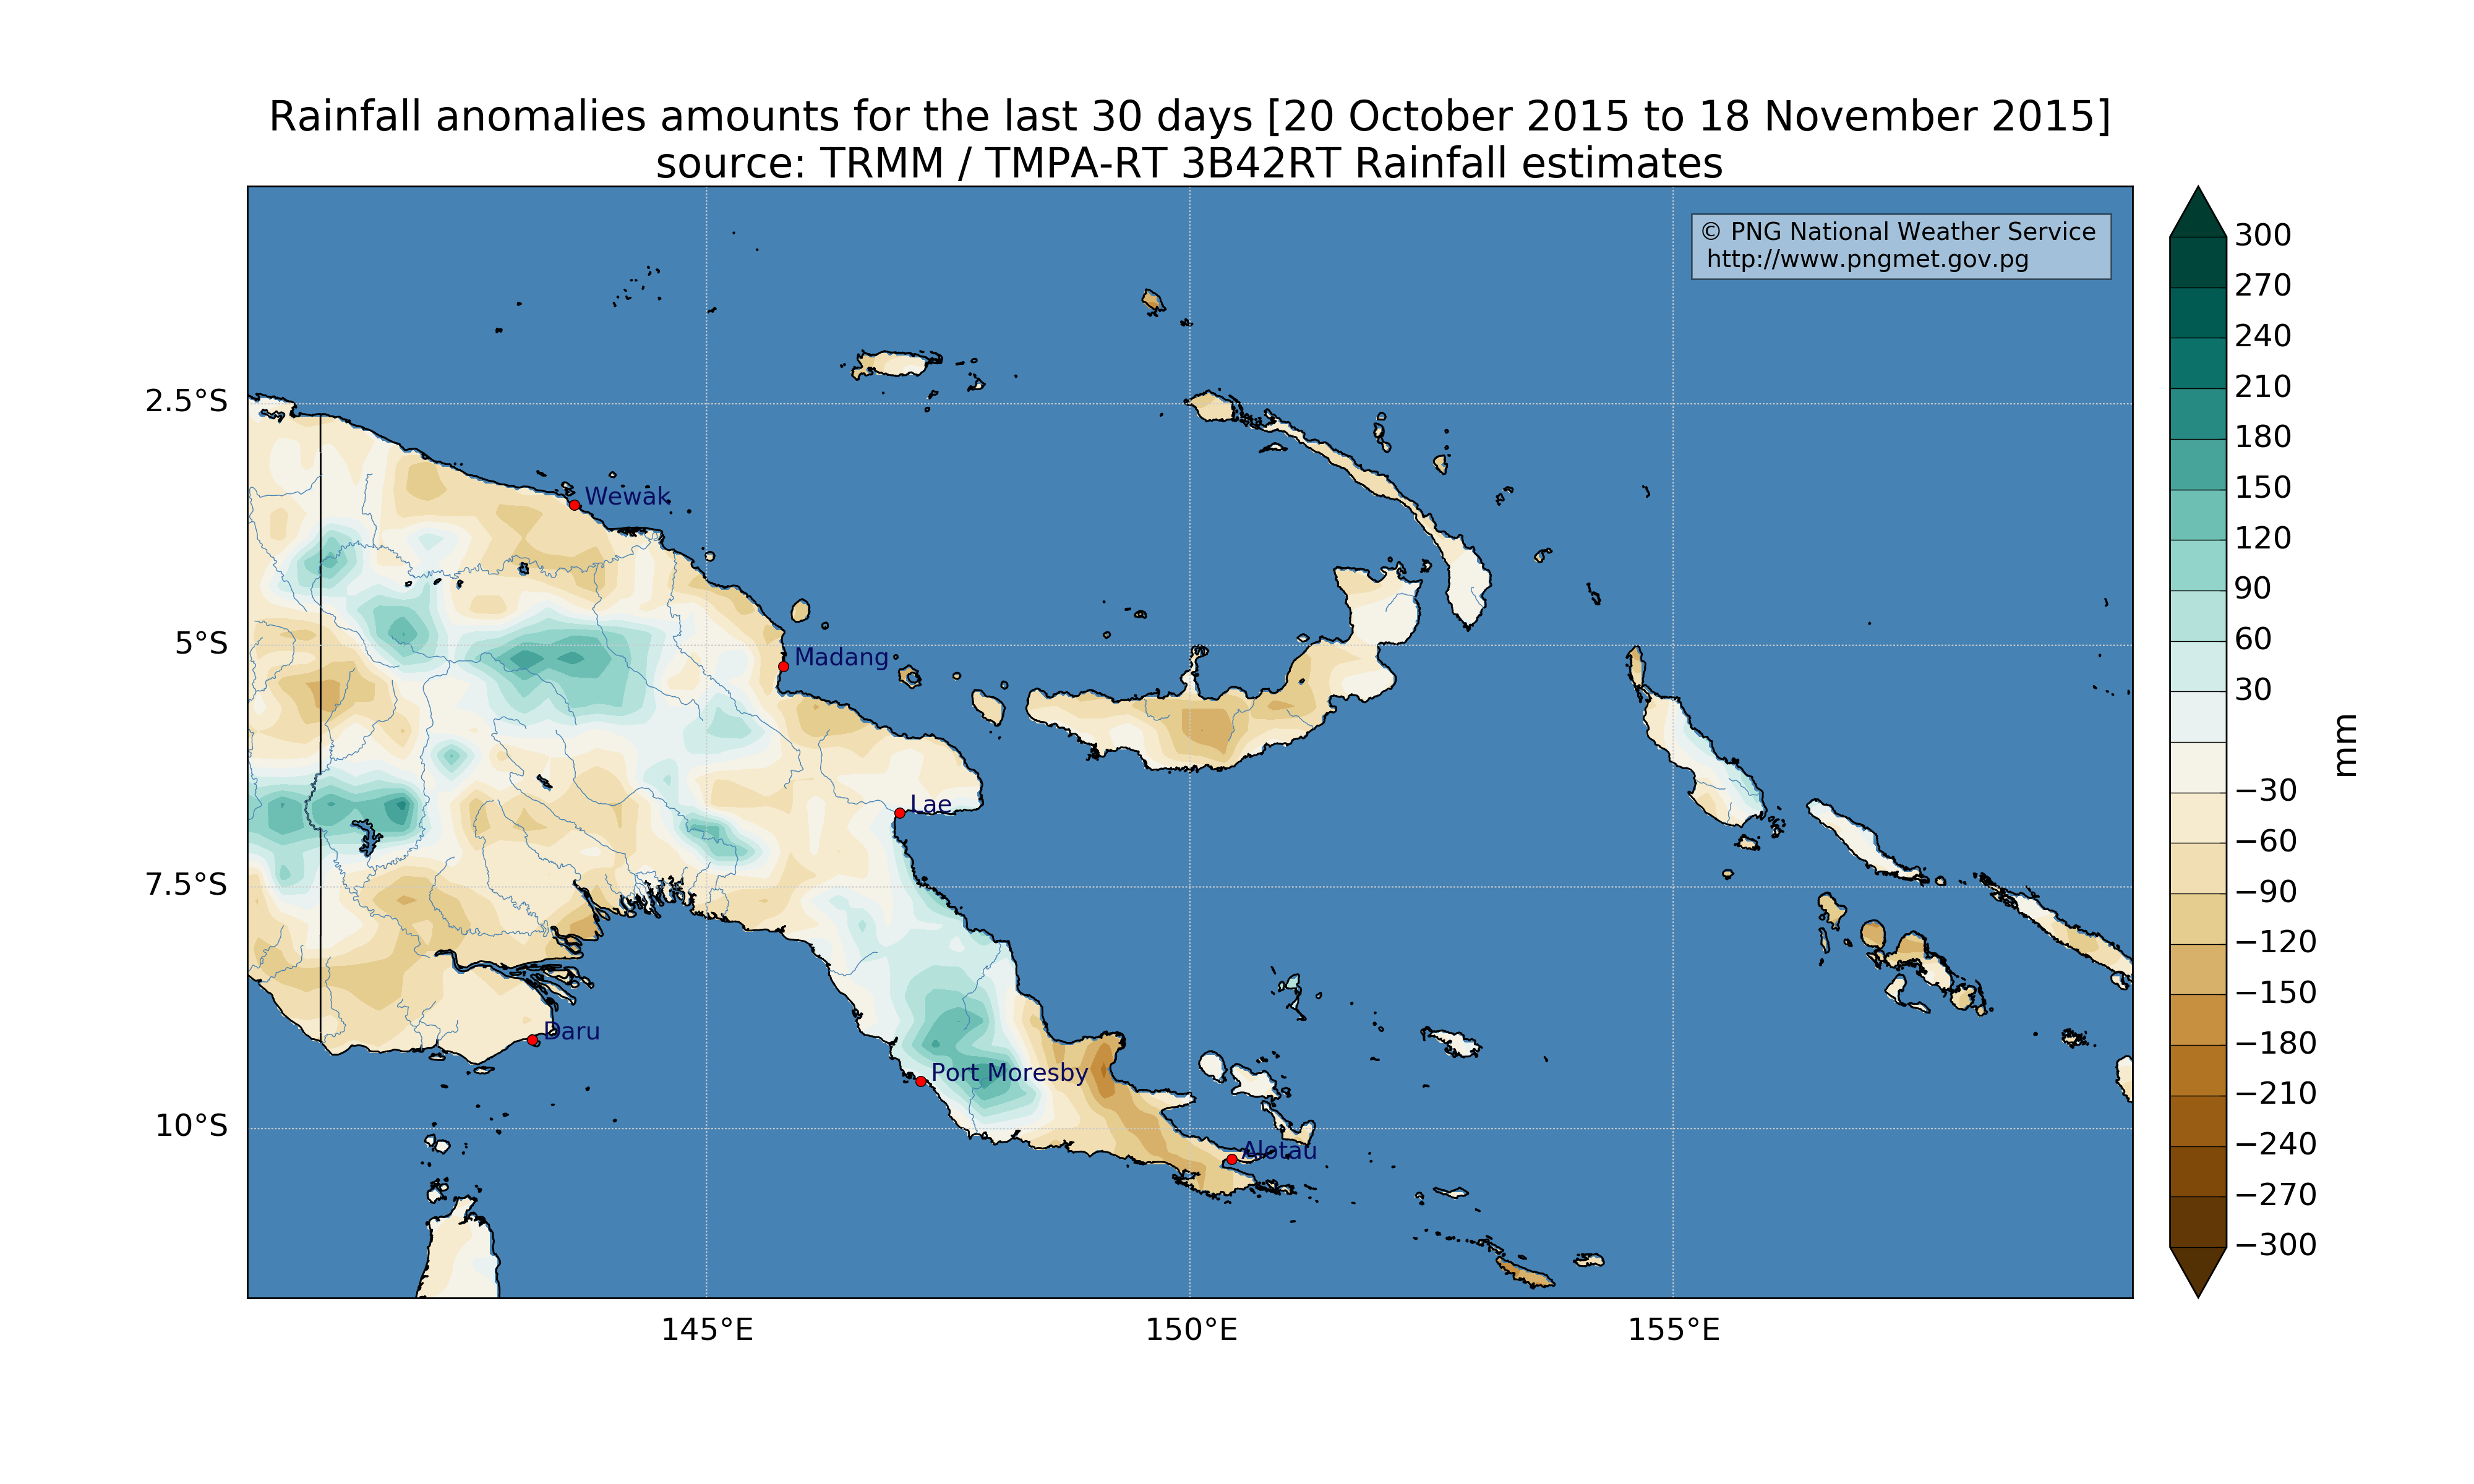 Rainfall anomalies amounts for the last 30 days [20 October 2015 to 18 November 2015]
source: TRMM / TMPA-RT 3B42RT Rainfall estimates
© PNG National Weather Service
http://www.pngmet.gov.pg
2.5°S
5°S
7.5°S
10°S
Wewak
Madang
Lae
Daru
Port Moresby
Alotau
145°E
150°E
155°E
300
270
240
210
180
150
120
90
60
30
−30
−60
−90
−120
−150
−180
−210
−240
−270
−300
mm